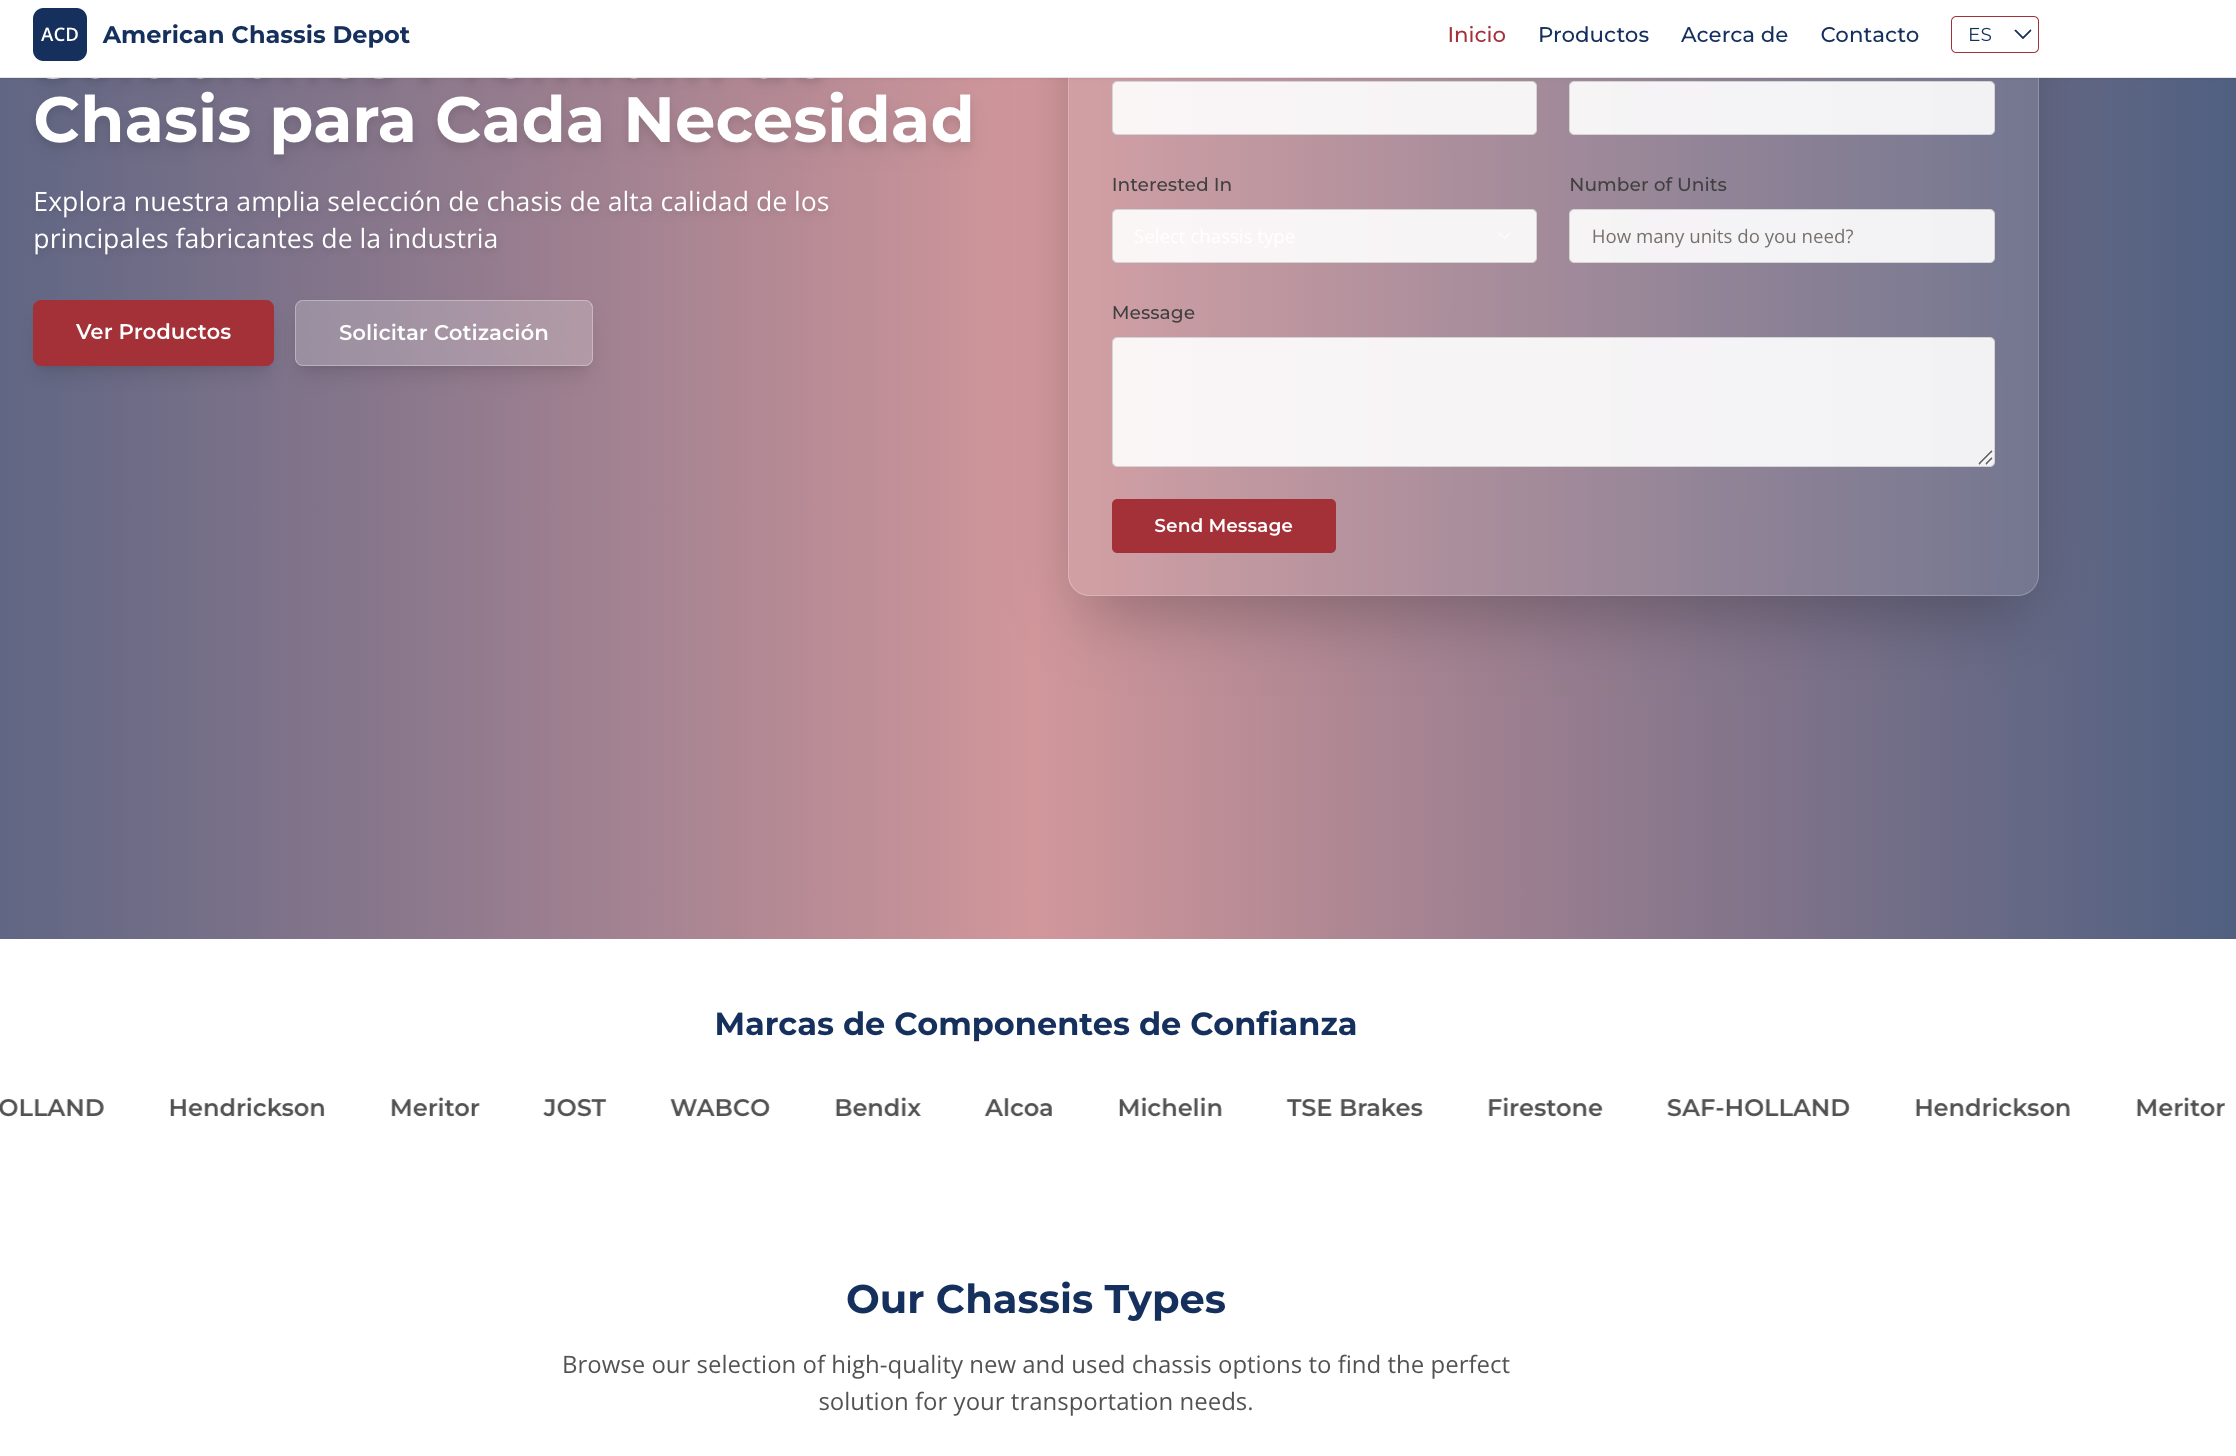 ACD
American Chassis Depot
Inicio
Productos
Acerca de
Contacto
ES
Chasis para Cada Necesidad
Explora nuestra amplia selección de chasis de alta calidad de los
principales fabricantes de la industria
Ver Productos
Solicitar Cotización
Interested In
Number of Units
Select chassis type
How many units do you need?
Message
Send Message
Marcas de Componentes de Confianza
OLLAND
Hendrickson
Meritor
JOST
WABCO
Bendix
Alcoa
Michelin
TSE Brakes
Firestone
SAF-HOLLAND
Hendrickson
Meritor
Our Chassis Types
Browse our selection of high-quality new and used chassis options to find the perfect
solution for your transportation needs.